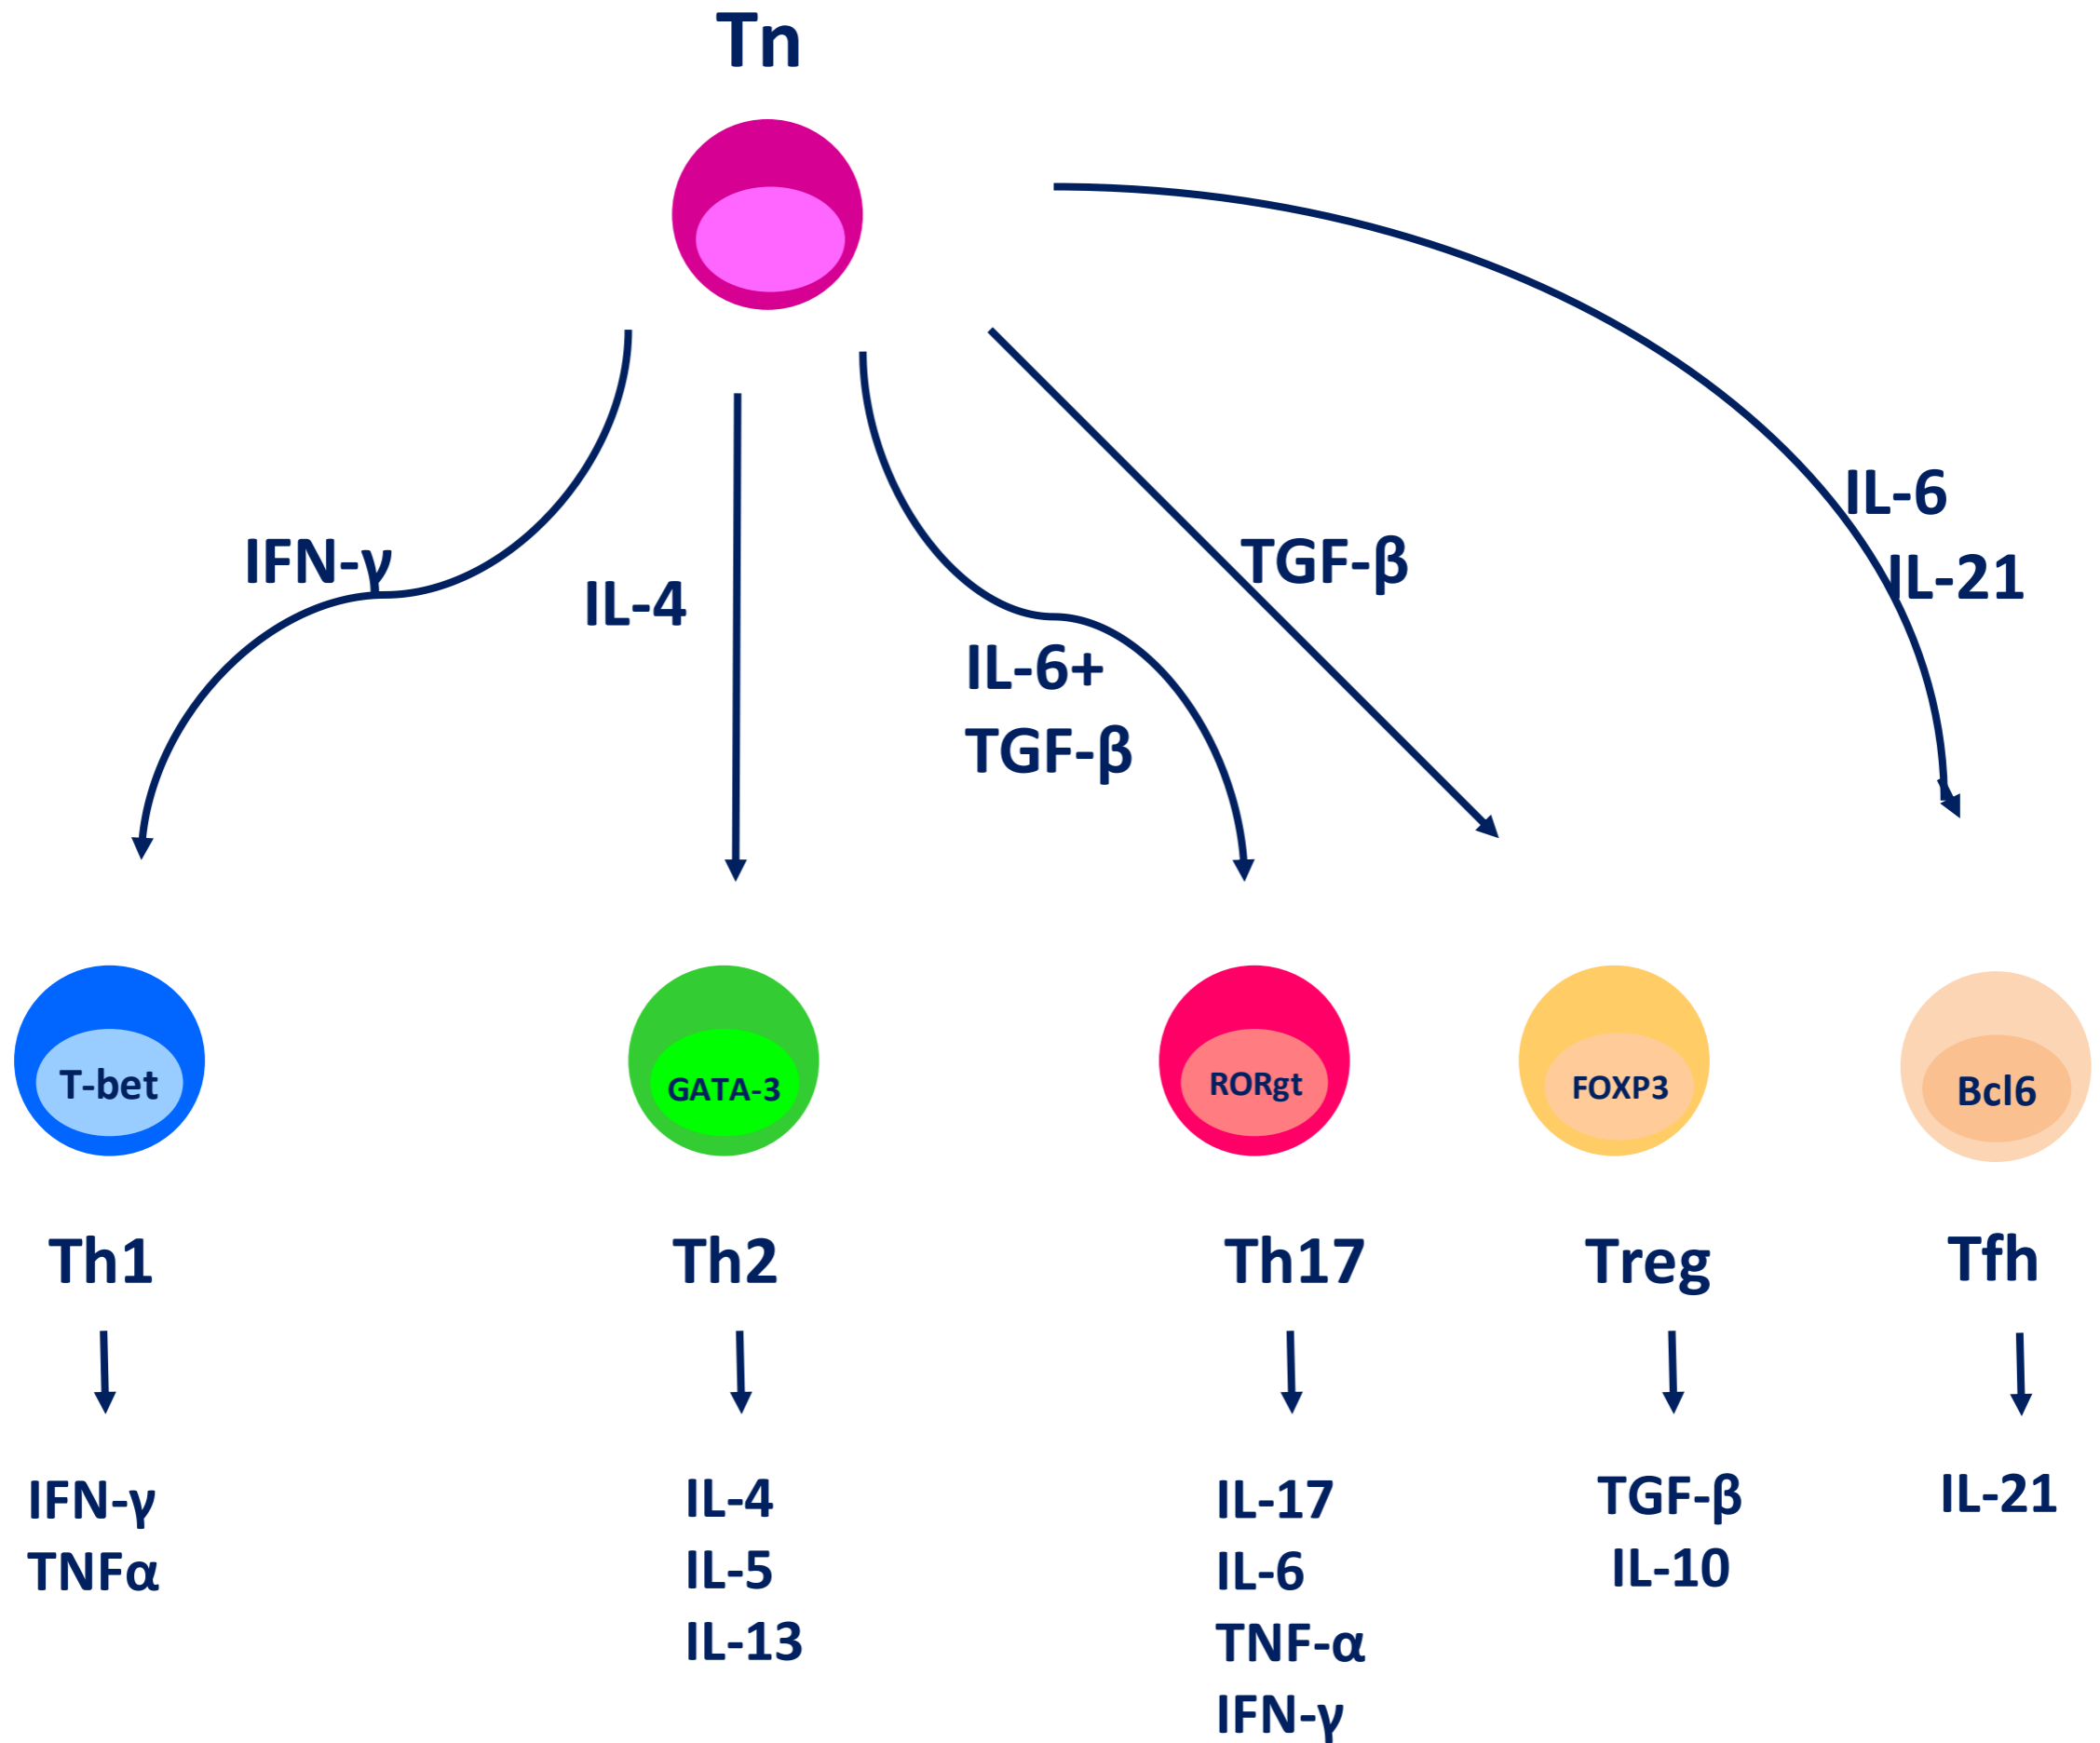 Tn
IFN-γ
IL-4
IL-6+
TGF-β
TGF-β
IL-6
IL-21
T-bet
GATA-3
RORgt
FOXP3
Bcl6
Th1
Th2
Th17
Treg
Tfh
IFN-γ
TNFα
IL-4
IL-5
IL-13
IL-17
IL-6
TNF-α
IFN-γ
TGF-β
IL-10
IL-21